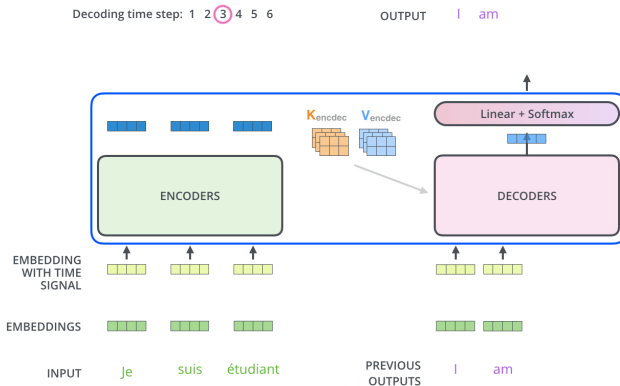 Decoding time step: 1 2 3 4 5 6
OUTPUT I am
Kencdec Vencdec
Linear + Softmax
ENCODERS
DECODERS
EMBEDDING
WITH TIME
SIGNAL
EMBEDDINGS
INPUT Je suis étudiant
PREVIOUS
OUTPUTS
I am